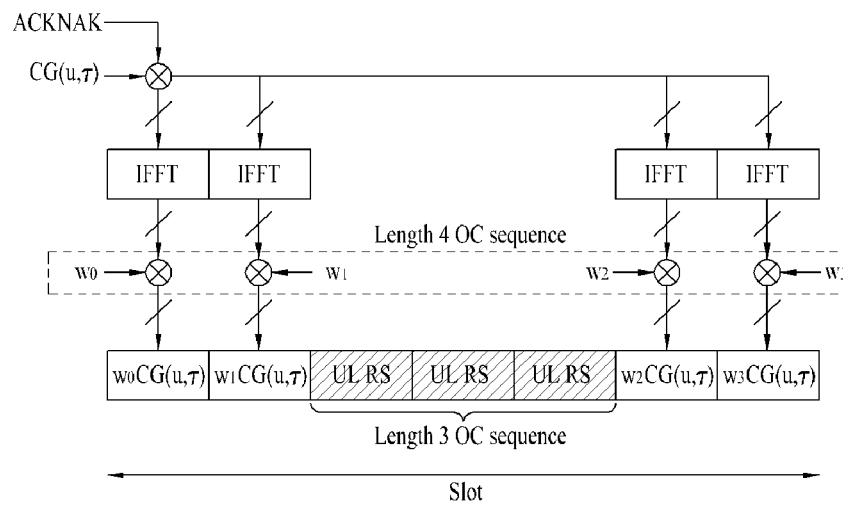 ACKNAK
CG(u,τ)
IFFT IFFT IFFT IFFT
Length 4 OC sequence
w0 w1 w2 w3
w0CG(u,τ) w1CG(u,τ) UL RS UL RS UL RS w2CG(u,τ) w3CG(u,τ)
Length 3 OC sequence
Slot